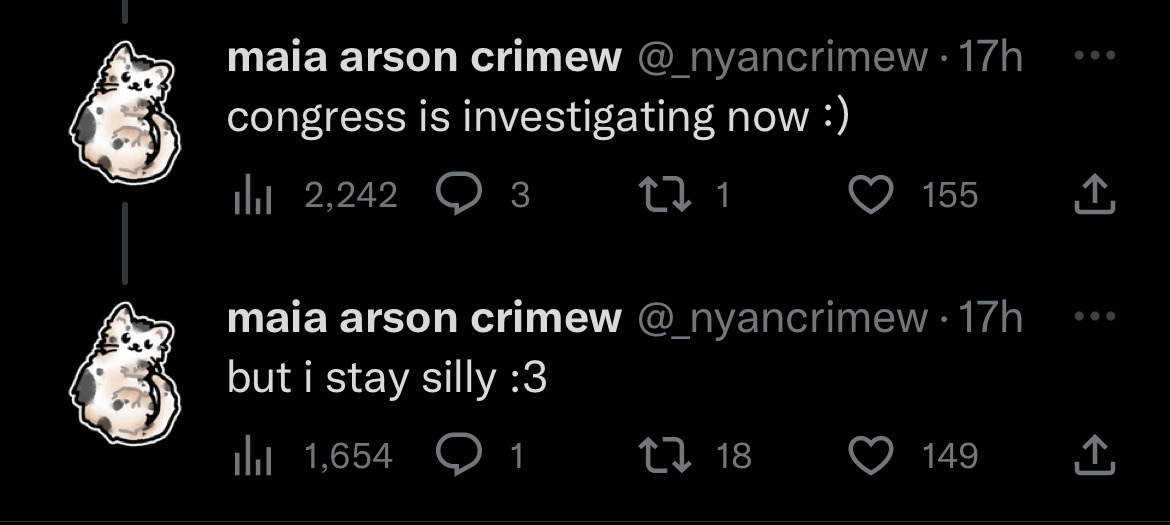 maia arson crimew @_nyancrimew · 17h
congress is investigating now :)
2,242 3 1 155
maia arson crimew @_nyancrimew · 17h
but i stay silly :3
1,654 1 18 149